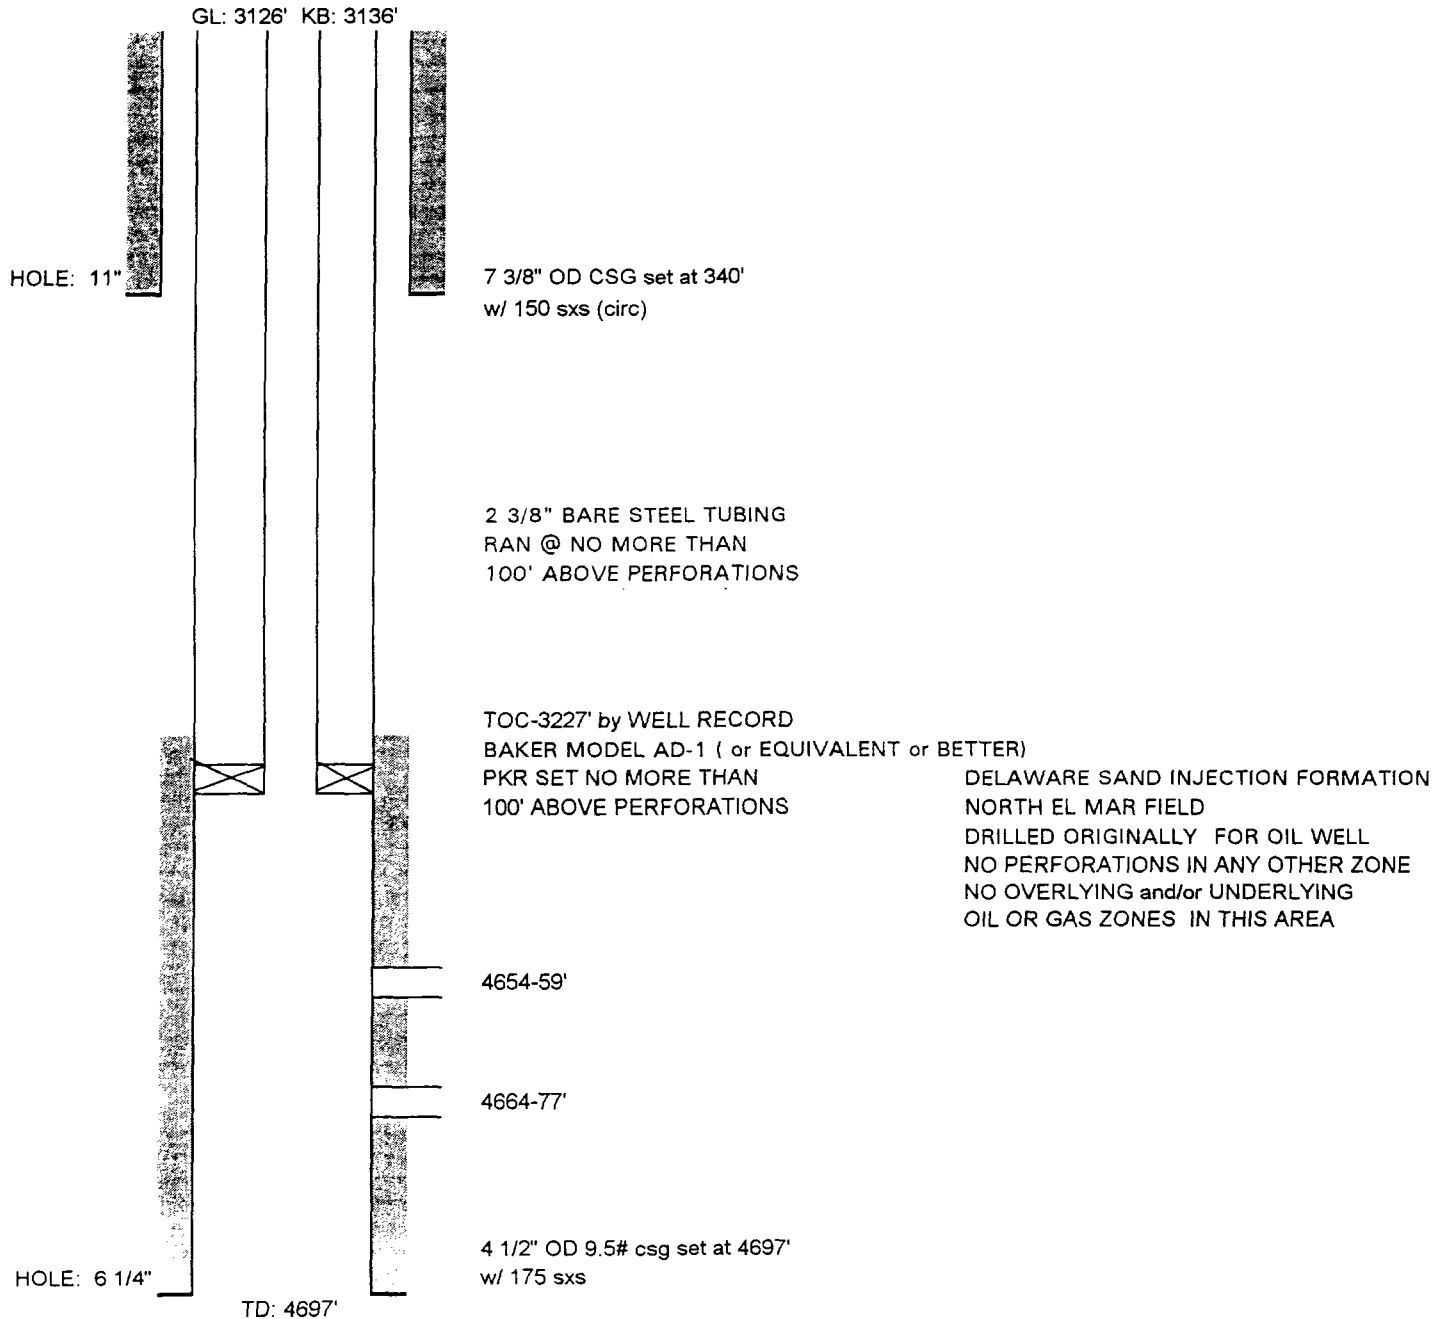 GL: 3126' KB: 3136'
HOLE: 11"
7 3/8" OD CSG set at 340'
w/ 150 sxs (circ)
2 3/8" BARE STEEL TUBING
RAN @ NO MORE THAN
100' ABOVE PERFORATIONS
TOC-3227' by WELL RECORD
BAKER MODEL AD-1 ( or EQUIVALENT or BETTER)
PKR SET NO MORE THAN
100' ABOVE PERFORATIONS
DELAWARE SAND INJECTION FORMATION
NORTH EL MAR FIELD
DRILLED ORIGINALLY FOR OIL WELL
NO PERFORATIONS IN ANY OTHER ZONE
NO OVERLYING and/or UNDERLYING
OIL OR GAS ZONES IN THIS AREA
4654-59'
4664-77'
4 1/2" OD 9.5# csg set at 4697'
w/ 175 sxs
HOLE: 6 1/4"
TD: 4697'